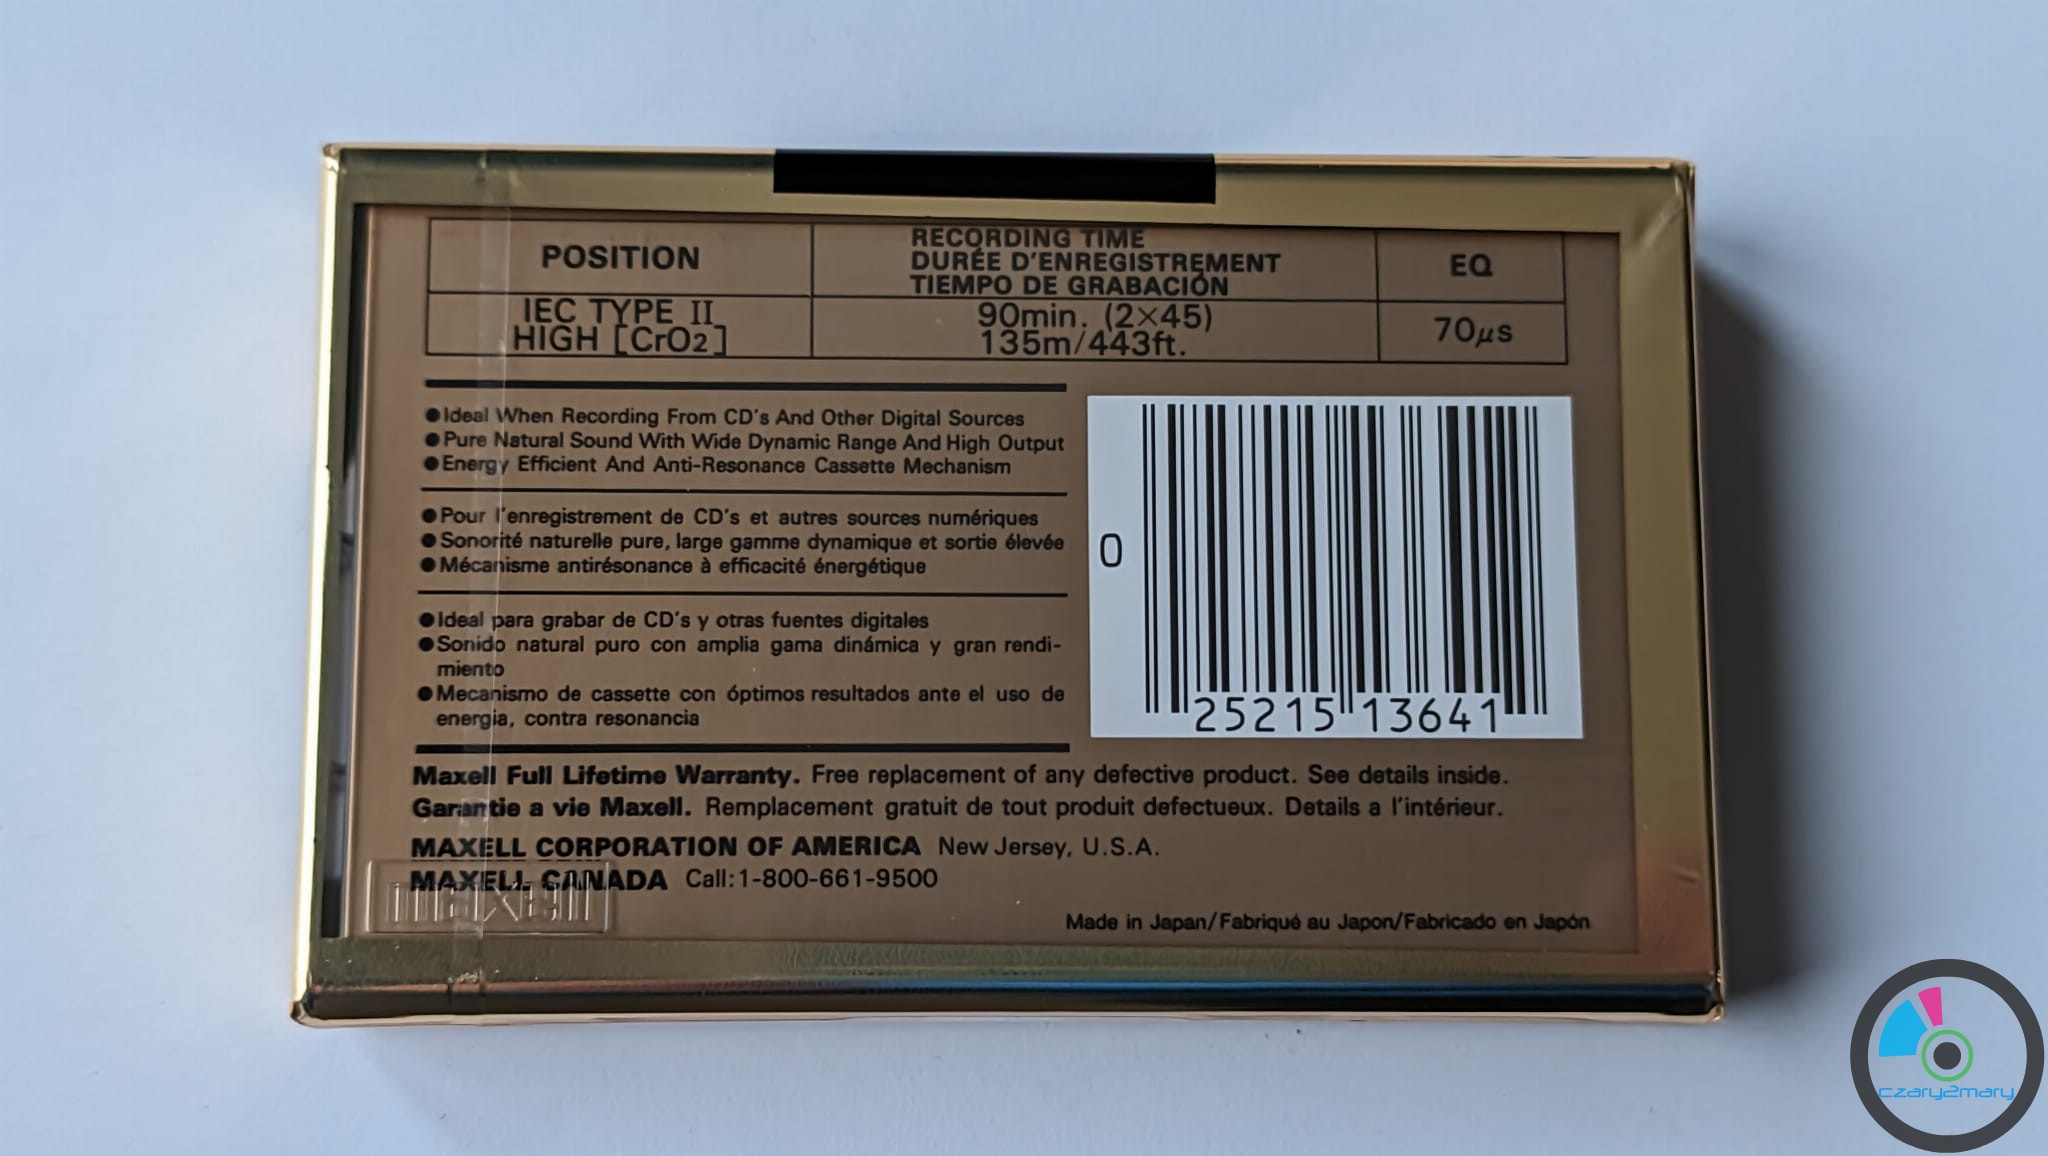 POSITION
RECORDING TIME
DURÉE D'ENREGISTREMENT
TIEMPO DE GRABACIÓN
EQ
IEC TYPE II
HIGH [CrO2]
90min. (2×45)
135m/443ft.
70μs
●Ideal When Recording From CD's And Other Digital Sources
●Pure Natural Sound With Wide Dynamic Range And High Output
●Energy Efficient And Anti-Resonance Cassette Mechanism
●Pour l'enregistrement de CD's et autres sources numériques
●Sonorité naturelle pure, large gamme dynamique et sortie élevée
●Mécanisme antirésonance à efficacité énergétique
●Ideal para grabar de CD's y otras fuentes digitales
●Sonido natural puro con amplia gama dinámica y gran rendi-
miento
●Mecanismo de cassette con óptimos resultados ante el uso de
energia, contra resonancia
0
25215 13641
Maxell Full Lifetime Warranty. Free replacement of any defective product. See details inside.
Garantie a vie Maxell. Remplacement gratuit de tout produit defectueux. Details a l'intérieur.
MAXELL CORPORATION OF AMERICA New Jersey, U.S.A.
MAXELL CANADA Call:1-800-661-9500
maxell
Made in Japan/Fabriqué au Japon/Fabricado en Japón
czary2mary